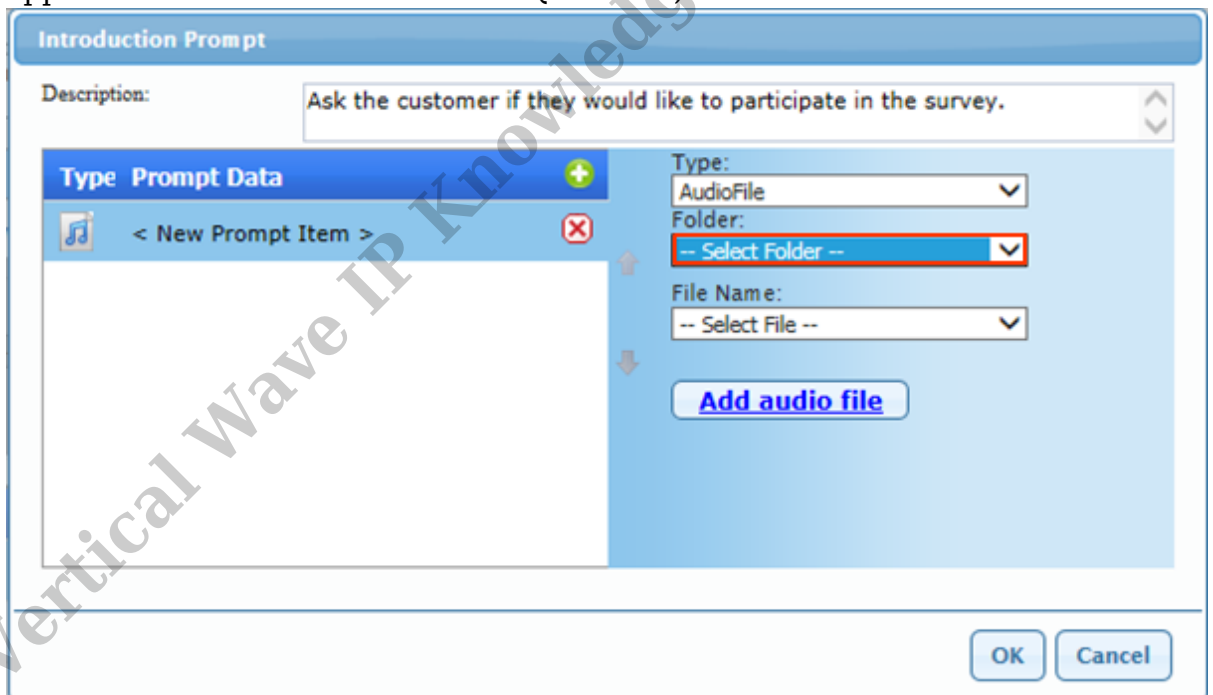 Introduction Prompt
Description:
Ask the customer if they would like to participate in the survey.
Type Prompt Data
< New Prompt Item >
Type:
AudioFile
Folder:
-- Select Folder --
File Name:
-- Select File --
Add audio file
OK Cancel
Vertical Wave IP Knowledg